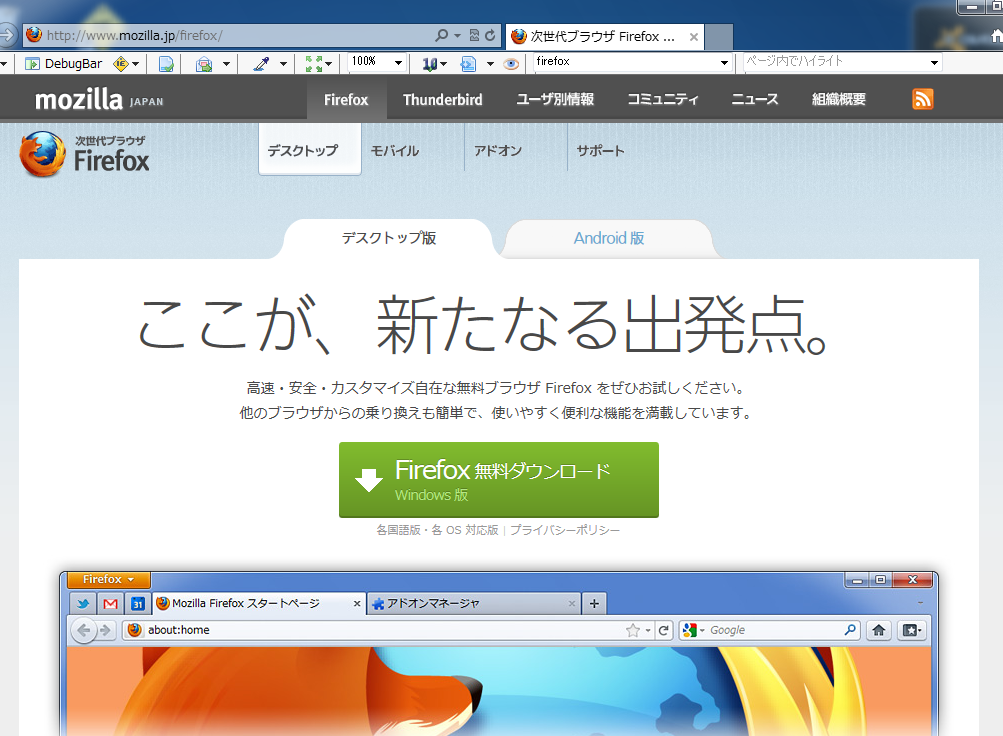 http://www.mozilla.jp/firefox/
次世代ブラウザ Firefox ...
DebugBar
100%
firefox
ページ内でハイライト
mozilla JAPAN
Firefox
Thunderbird
ユーザ別情報
コミュニティ
ニュース
組織概要
次世代ブラウザ
Firefox
デスクトップ
モバイル
アドオン
サポート
デスクトップ版
Android 版
ここが、新たなる出発点。
高速・安全・カスタマイズ自在な無料ブラウザ Firefox をぜひお試しください。
他のブラウザからの乗り換えも簡単で、使いやすく便利な機能を満載しています。
Firefox 無料ダウンロード
Windows 版
各国語版・各 OS 対応版 | プライバシーポリシー
Firefox
31
Mozilla Firefox スタートページ
アドオンマネージャ
about:home
Google